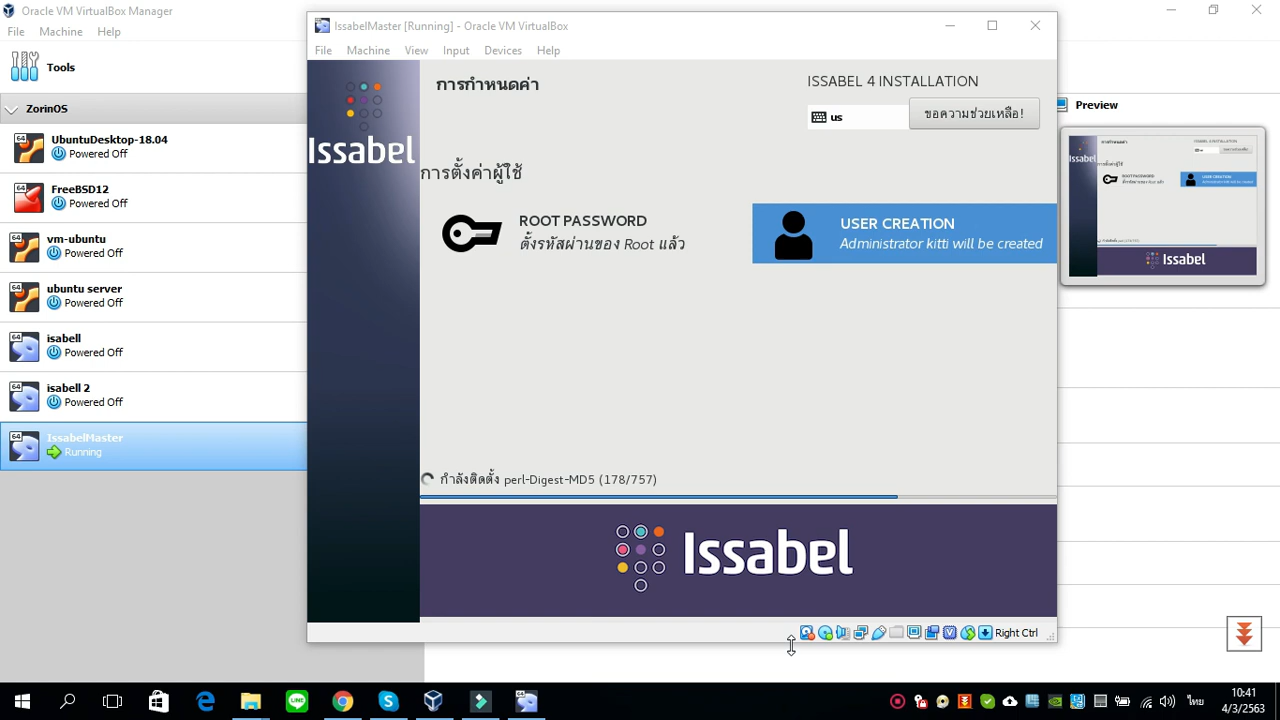 Oracle VM VirtualBox Manager
File Machine Help
Tools
ZorinOS
UbuntuDesktop-18.04
Powered Off
FreeBSD12
Powered Off
vm-ubuntu
Powered Off
ubuntu server
Powered Off
isabell
Powered Off
isabell 2
Powered Off
IssabelMaster
Running
IssabelMaster [Running] - Oracle VM VirtualBox
File Machine View Input Devices Help
Issabel
การกำหนดค่า
ISSABEL 4 INSTALLATION
us
ขอความช่วยเหลือ!
การตั้งค่าผู้ใช้
ROOT PASSWORD
ตั้งรหัสผ่านของ Root แล้ว
USER CREATION
Administrator kitti will be created
กำลังติดตั้ง perl-Digest-MD5 (178/757)
Issabel
Right Ctrl
Preview
ไทย
10:41
4/3/2563